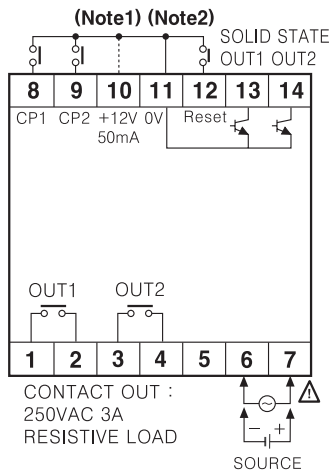 (Note1) (Note2)
SOLID STATE
OUT1 OUT2
8 9 10 11 12 13 14
CP1 CP2 +12V 0V Reset
50mA
OUT1 OUT2
1 2 3 4 5 6 7
CONTACT OUT :
250VAC 3A
RESISTIVE LOAD
− +
SOURCE